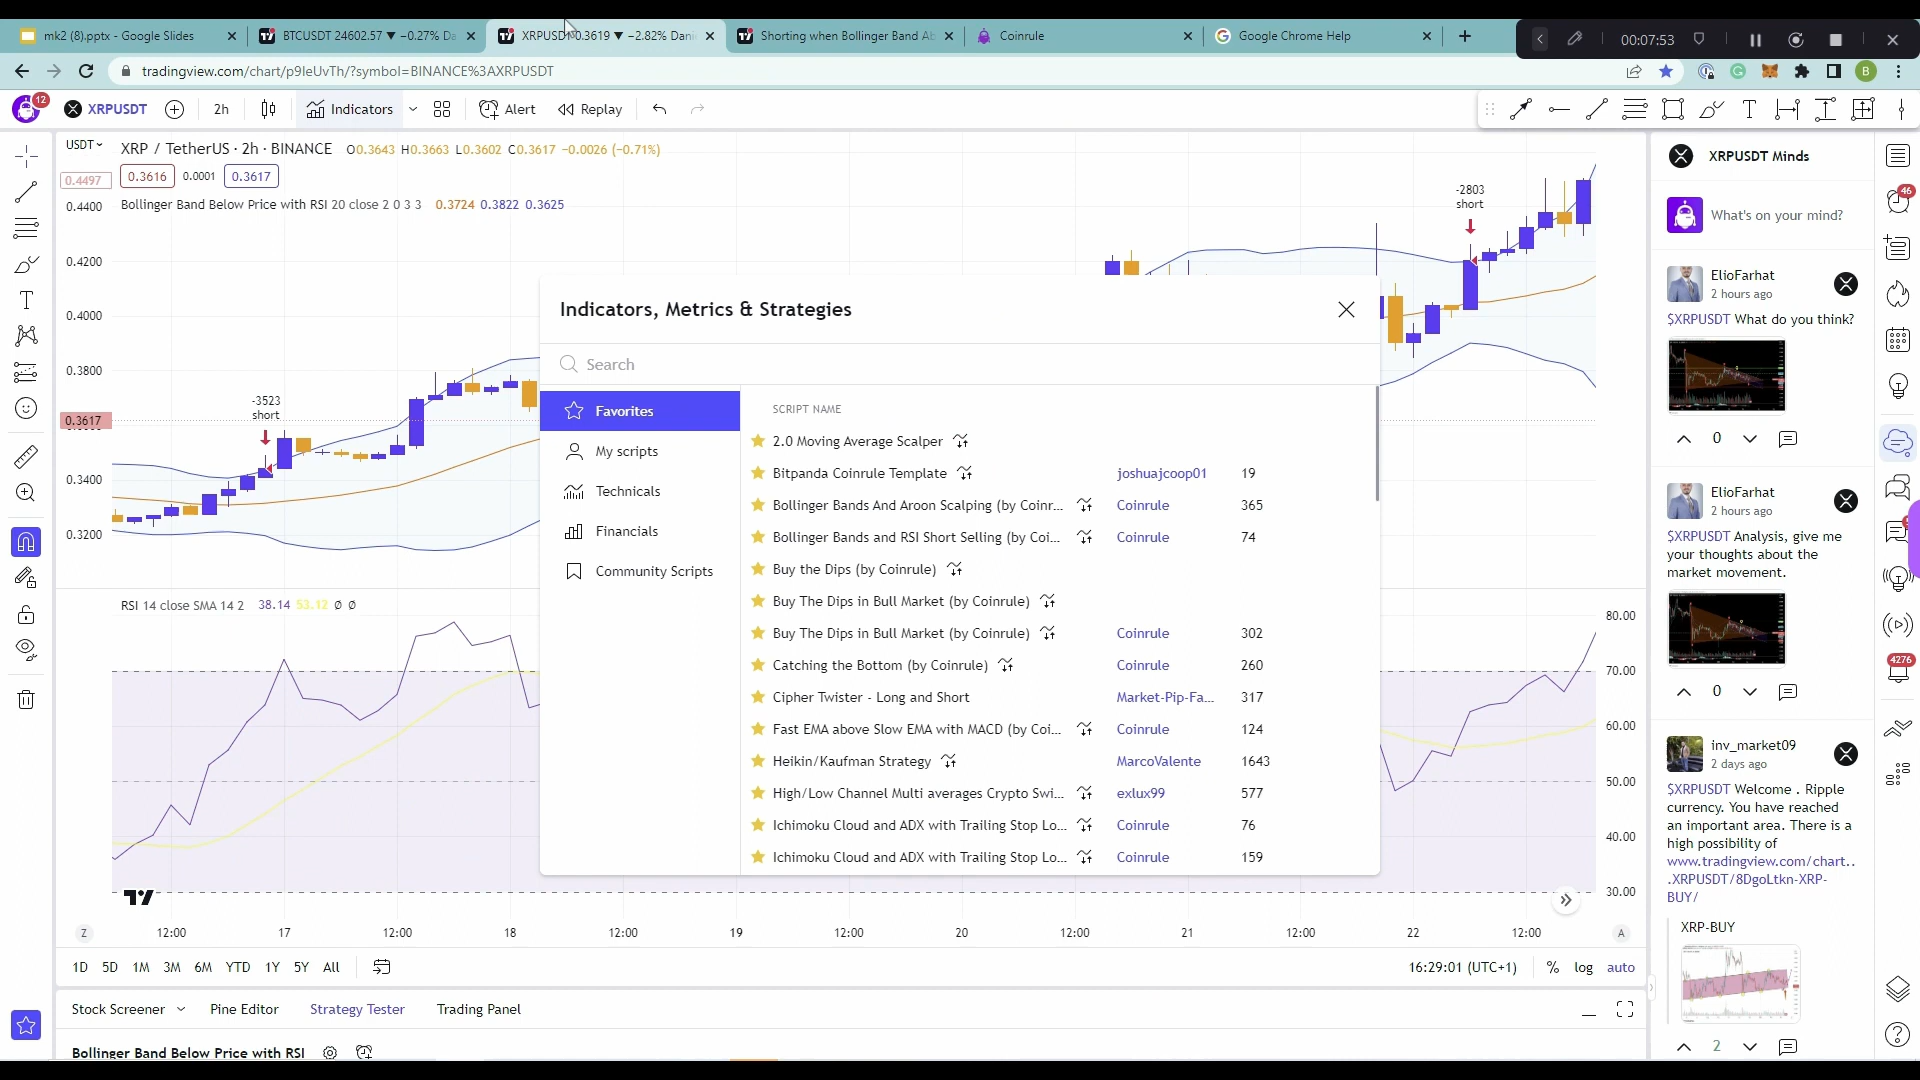 mk2 (8).pptx - Google Slides
BTCUSDT 24602.57 ▼ −0.27% Da
XRPUSDT 0.3619 ▼ −2.82% Dani
Shorting when Bollinger Band Ab
Coinrule
Google Chrome Help
00:07:53
tradingview.com/chart/p9IeUvTh/?symbol=BINANCE%3AXRPUSDT
B
12
XRPUSDT
2h
Indicators
Alert
Replay
USDT
XRP / TetherUS · 2h · BINANCE O0.3643 H0.3663 L0.3602 C0.3617 −0.0026 (−0.71%)
0.3616 0.0001 0.3617
Bollinger Band Below Price with RSI 20 close 2 0 3 3 0.3724 0.3822 0.3625
0.4497
0.4400
0.4200
0.4000
0.3800
0.3617
0.3400
0.3200
-3523
short
-2803
short
Indicators, Metrics & Strategies
Search
Favorites
My scripts
Technicals
Financials
Community Scripts
SCRIPT NAME
2.0 Moving Average Scalper
Bitpanda Coinrule Template joshuajcoop01 19
Bollinger Bands And Aroon Scalping (by Coinr... Coinrule 365
Bollinger Bands and RSI Short Selling (by Coi... Coinrule 74
Buy the Dips (by Coinrule)
Buy The Dips in Bull Market (by Coinrule)
Buy The Dips in Bull Market (by Coinrule) Coinrule 302
Catching the Bottom (by Coinrule) Coinrule 260
Cipher Twister - Long and Short Market-Pip-Fa... 317
Fast EMA above Slow EMA with MACD (by Coi... Coinrule 124
Heikin/Kaufman Strategy MarcoValente 1643
High/Low Channel Multi averages Crypto Swi... exlux99 577
Ichimoku Cloud and ADX with Trailing Stop Lo... Coinrule 76
Ichimoku Cloud and ADX with Trailing Stop Lo... Coinrule 159
RSI 14 close SMA 14 2 38.14 53.12 Ø Ø
80.00
70.00
60.00
50.00
40.00
30.00
Z 12:00 17 12:00 18 12:00 19 12:00 20 12:00 21 12:00 22 12:00 A
1D 5D 1M 3M 6M YTD 1Y 5Y All
16:29:01 (UTC+1) % log auto
Stock Screener Pine Editor Strategy Tester Trading Panel
Bollinger Band Below Price with RSI
XRPUSDT Minds
What's on your mind?
ElioFarhat
2 hours ago
$XRPUSDT What do you think?
0
ElioFarhat
2 hours ago
$XRPUSDT Analysis, give me
your thoughts about the
market movement.
0
inv_market09
2 days ago
$XRPUSDT Welcome . Ripple
currency. You have reached
an important area. There is a
high possibility of
www.tradingview.com/chart..
.XRPUSDT/8DgoLtkn-XRP-
BUY/
XRP-BUY
2
46
4276